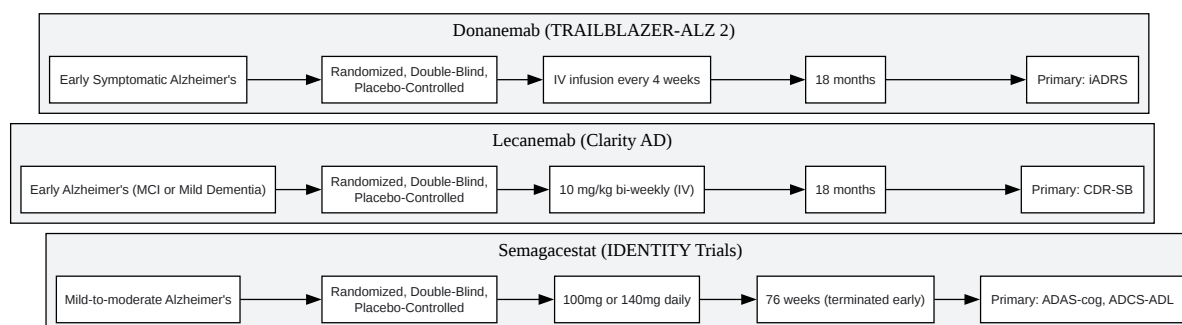 Donanemab (TRAILBLAZER-ALZ 2)
Early Symptomatic Alzheimer's
Randomized, Double-Blind,
Placebo-Controlled
IV infusion every 4 weeks
18 months
Primary: iADRS
Lecanemab (Clarity AD)
Early Alzheimer's (MCI or Mild Dementia)
Randomized, Double-Blind,
Placebo-Controlled
10 mg/kg bi-weekly (IV)
18 months
Primary: CDR-SB
Semagacestat (IDENTITY Trials)
Mild-to-moderate Alzheimer's
Randomized, Double-Blind,
Placebo-Controlled
100mg or 140mg daily
76 weeks (terminated early)
Primary: ADAS-cog, ADCS-ADL